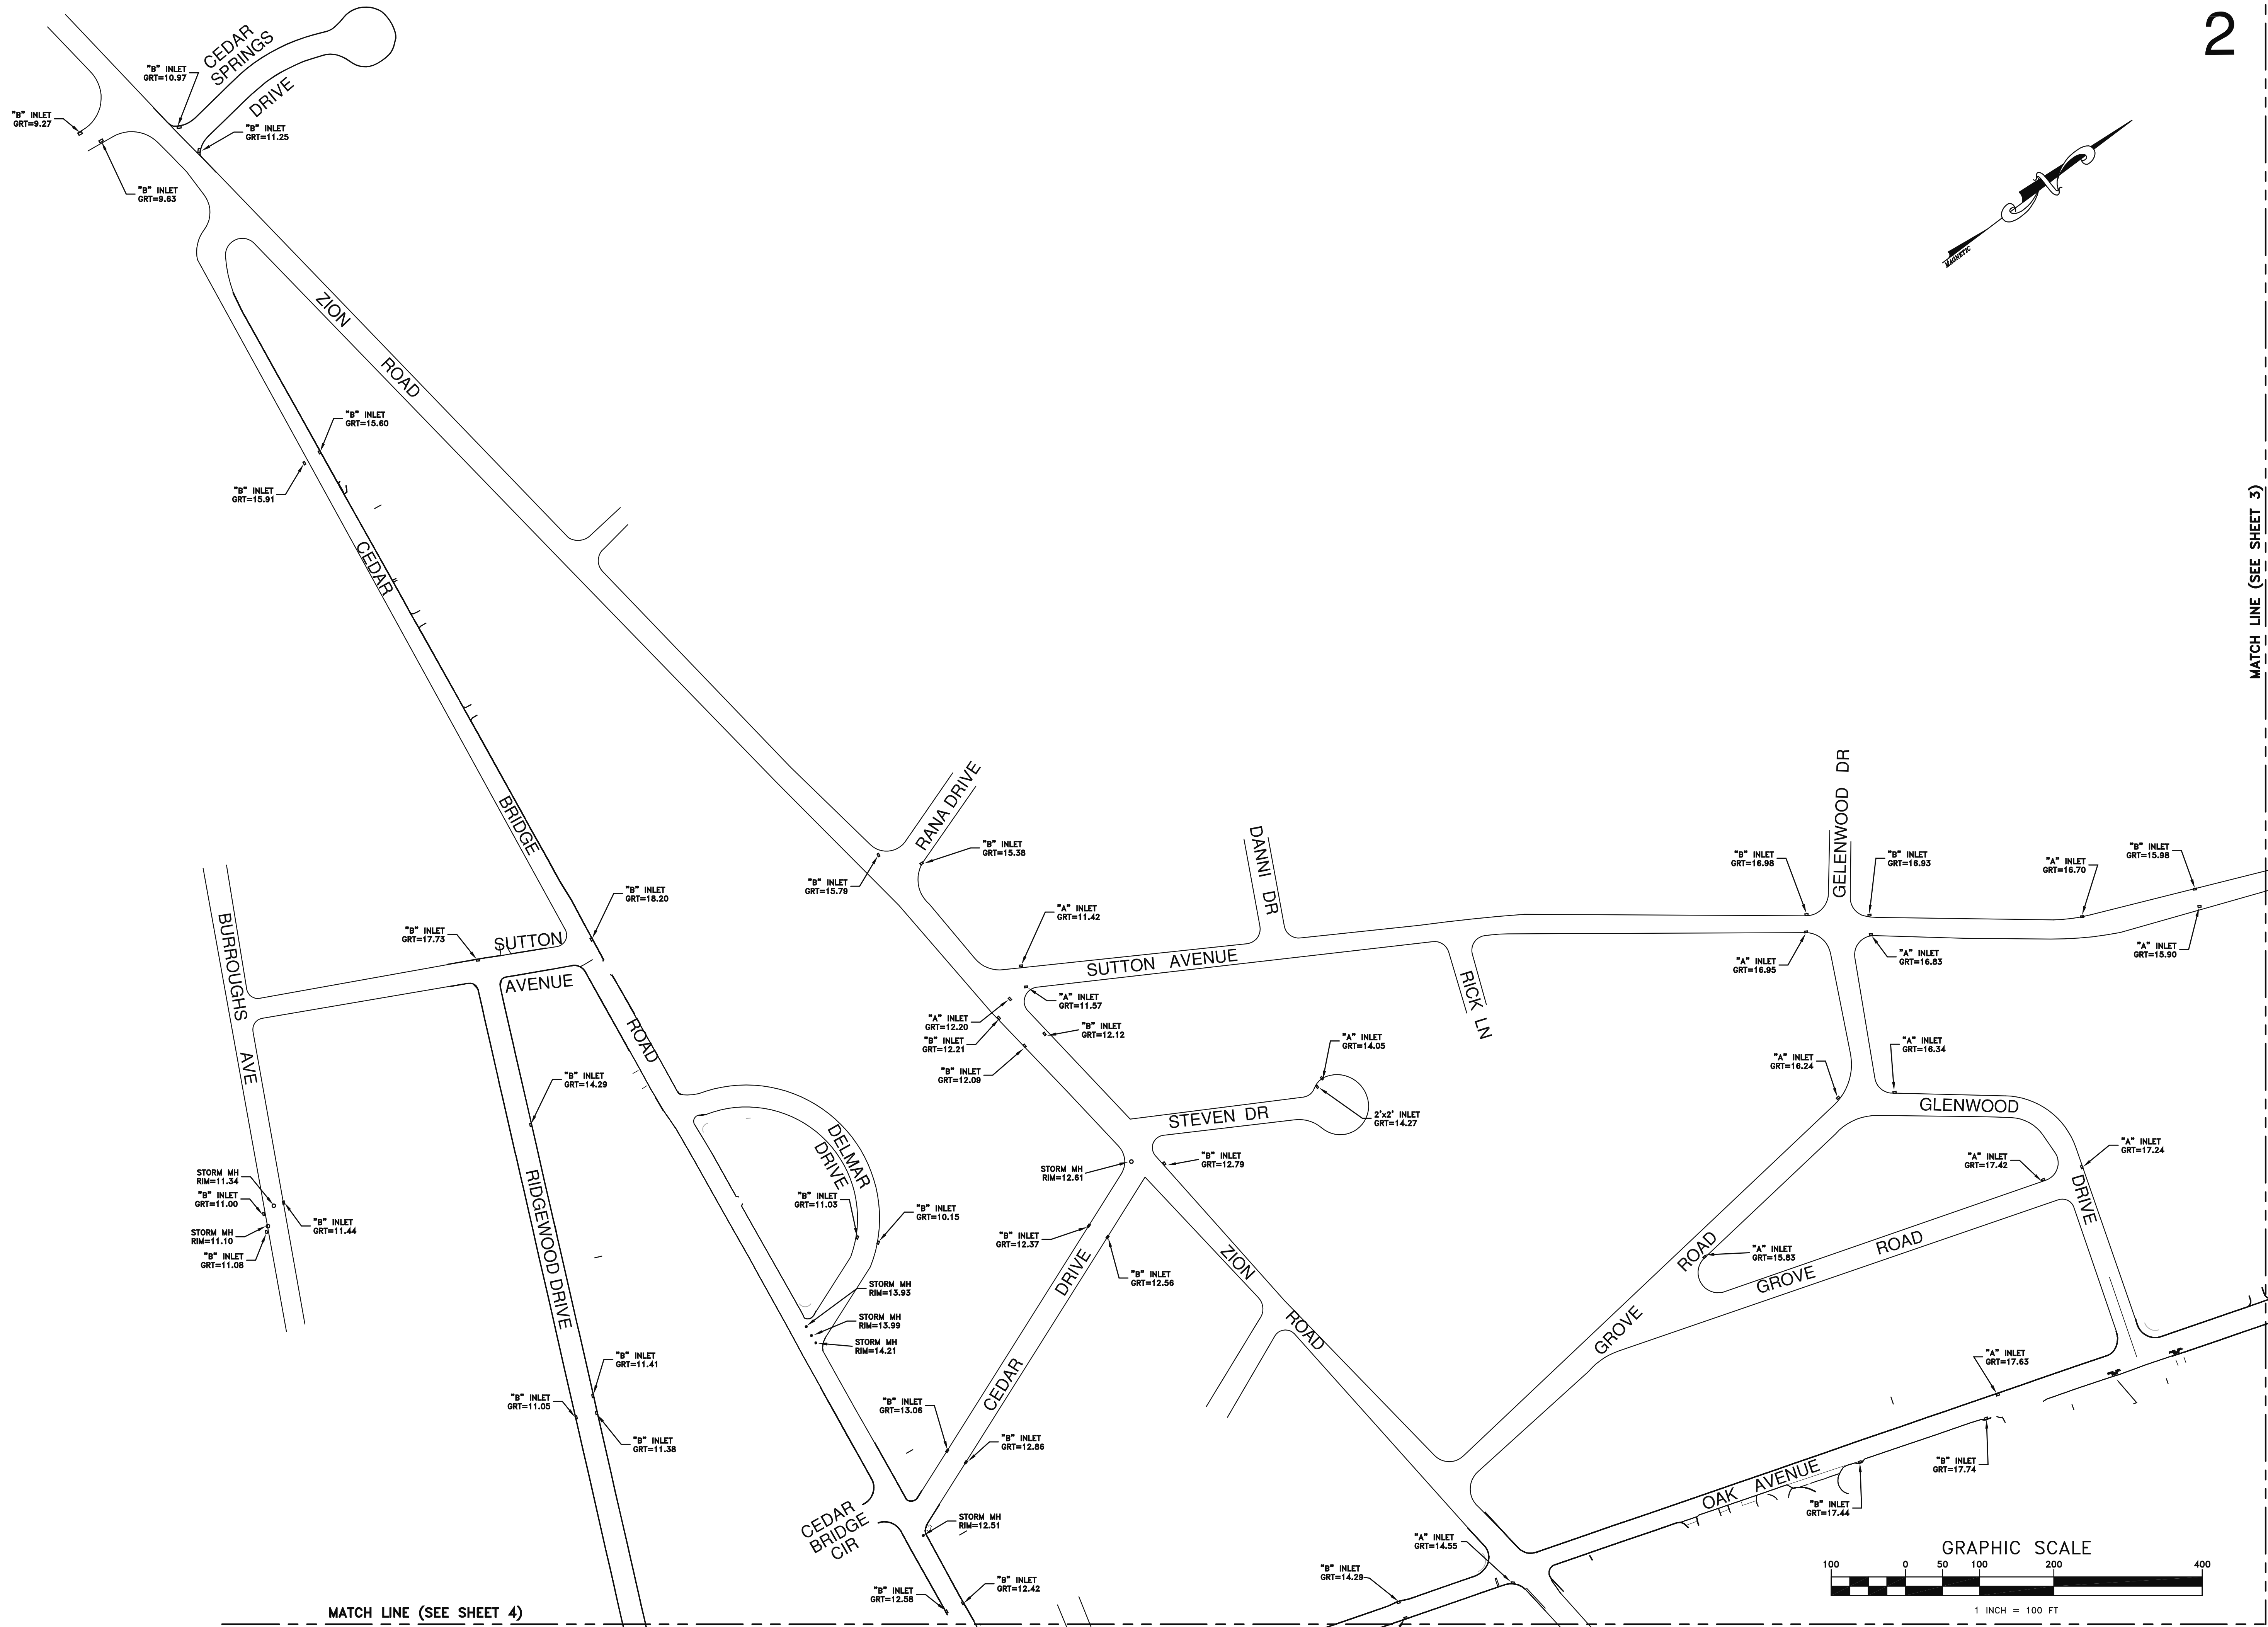 2
CEDAR
SPRINGS
DRIVE
"B" INLET
GRT=10.97
"B" INLET
GRT=9.27
"B" INLET
GRT=11.25
"B" INLET
GRT=9.63
MAGNETIC
ZION
ROAD
"B" INLET
GRT=15.60
"B" INLET
GRT=15.91
CEDAR
BRIDGE
ROAD
MATCH LINE (SEE SHEET 3)
RANA DRIVE
"B" INLET
GRT=15.38
"B" INLET
GRT=15.79
DANNI DR
GELENWOOD DR
"B" INLET
GRT=16.98
"B" INLET
GRT=16.93
"A" INLET
GRT=16.70
"B" INLET
GRT=15.98
"B" INLET
GRT=18.20
"B" INLET
GRT=17.73
SUTTON
AVENUE
BURROUGHS
AVE
"A" INLET
GRT=11.42
SUTTON AVENUE
"A" INLET
GRT=16.95
"A" INLET
GRT=16.83
"A" INLET
GRT=15.90
RICK LN
"A" INLET
GRT=11.57
"A" INLET
GRT=12.20
"B" INLET
GRT=12.21
"B" INLET
GRT=12.12
"B" INLET
GRT=12.09
"A" INLET
GRT=14.05
STEVEN DR
2'x2' INLET
GRT=14.27
"A" INLET
GRT=16.24
"A" INLET
GRT=16.34
GLENWOOD
DRIVE
"B" INLET
GRT=14.29
DELMAR
DRIVE
"A" INLET
GRT=17.42
"A" INLET
GRT=17.24
STORM MH
RIM=12.61
"B" INLET
GRT=12.79
STORM MH
RIM=11.34
"B" INLET
GRT=11.00
STORM MH
RIM=11.10
"B" INLET
GRT=11.08
"B" INLET
GRT=11.44
RIDGEWOOD DRIVE
"B" INLET
GRT=11.03
"B" INLET
GRT=10.15
"B" INLET
GRT=12.37
"B" INLET
GRT=12.56
ZION
ROAD
CEDAR
DRIVE
"A" INLET
GRT=15.83
GROVE
ROAD
GROVE
ROAD
STORM MH
RIM=13.93
STORM MH
RIM=13.99
STORM MH
RIM=14.21
"B" INLET
GRT=11.41
"B" INLET
GRT=11.05
"B" INLET
GRT=11.38
"B" INLET
GRT=13.06
"B" INLET
GRT=12.86
"A" INLET
GRT=17.63
"B" INLET
GRT=17.74
OAK AVENUE
"B" INLET
GRT=17.44
CEDAR
BRIDGE
CIR
STORM MH
RIM=12.51
"A" INLET
GRT=14.55
"B" INLET
GRT=14.29
"B" INLET
GRT=12.58
"B" INLET
GRT=12.42
GRAPHIC SCALE
100 0 50 100 200 400
1 INCH = 100 FT
MATCH LINE (SEE SHEET 4)